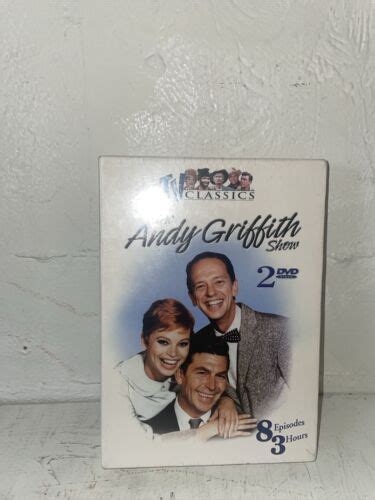 TV
CLASSICS
The
Andy Griffith
Show
2 DVD
8 Episodes
3 Hours